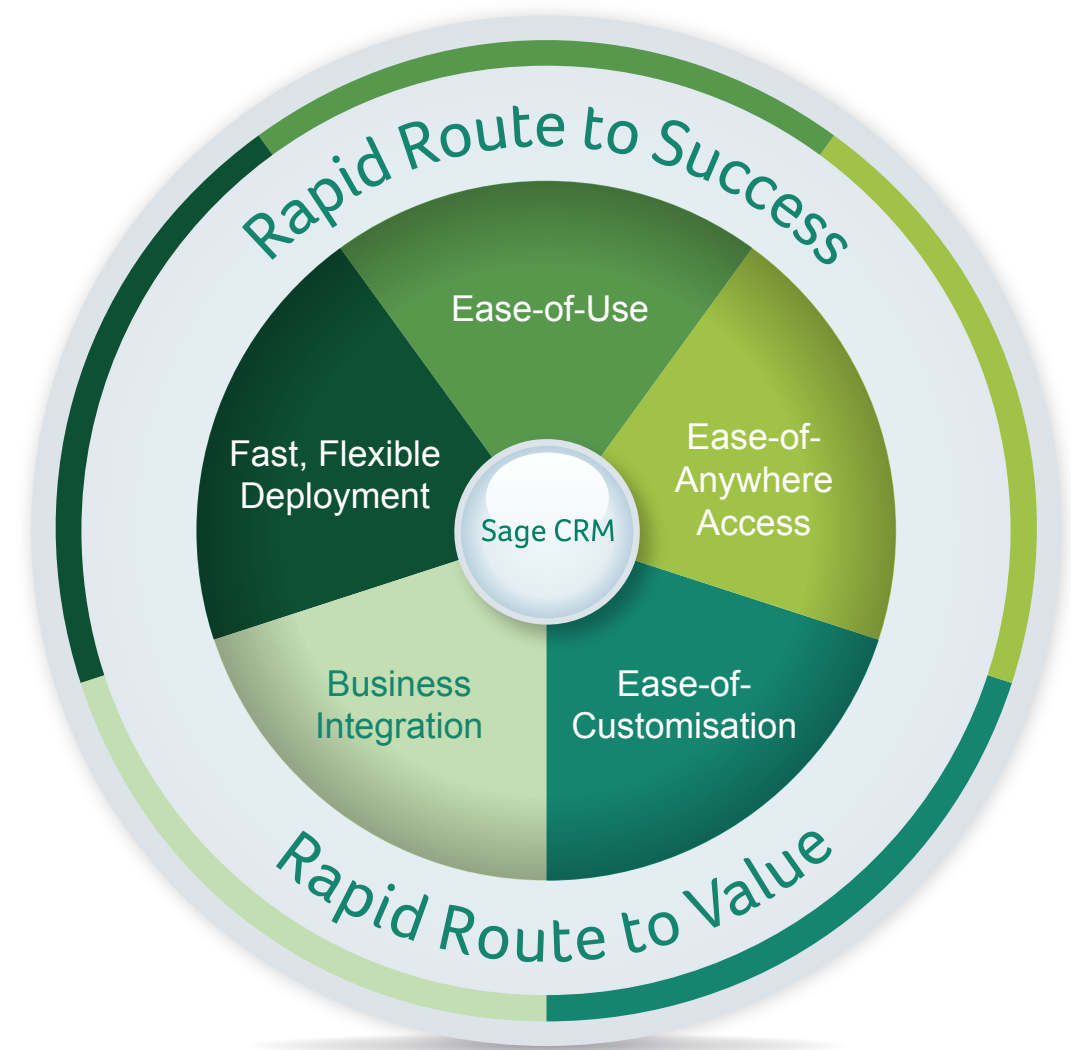 Rapid Route to Success
Ease-of-Use
Fast, Flexible
Deployment
Ease-of-
Anywhere
Access
Sage CRM
Business
Integration
Ease-of-
Customisation
Rapid Route to Value